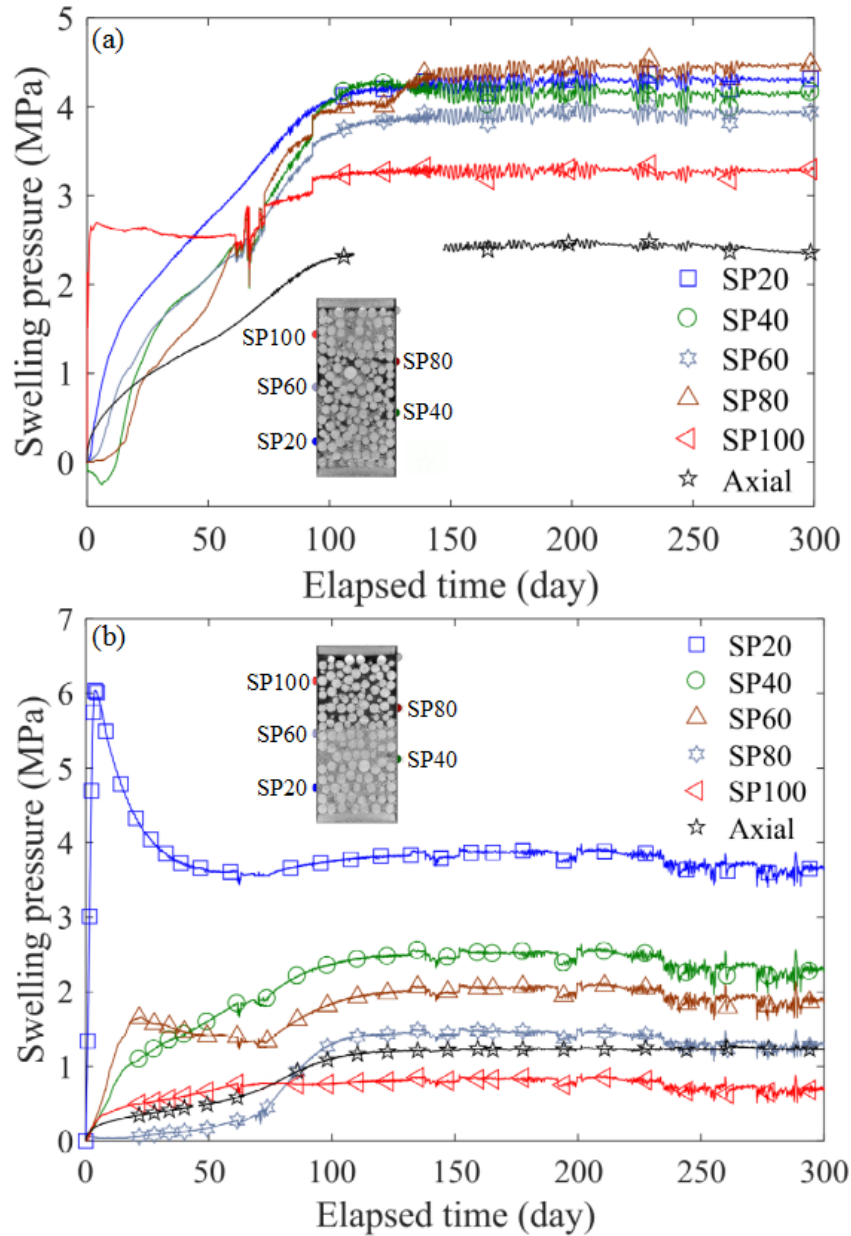 (a)
5
4
3
2
1
0
Swelling pressure (MPa)
SP100
SP80
SP60
SP40
SP20
SP20
SP40
SP60
SP80
SP100
Axial
0 50 100 150 200 250 300
Elapsed time (day)
(b)
7
6
5
4
3
2
1
0
Swelling pressure (MPa)
SP100
SP80
SP60
SP40
SP20
SP20
SP40
SP60
SP80
SP100
Axial
0 50 100 150 200 250 300
Elapsed time (day)